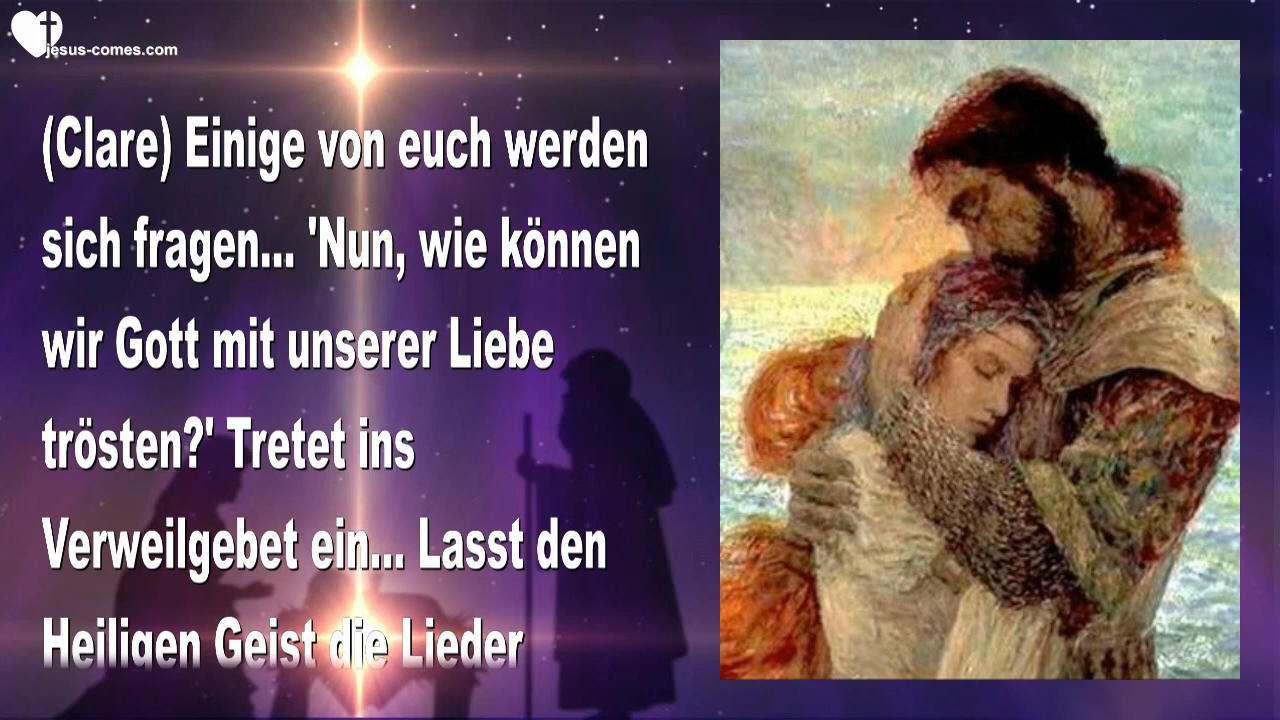 jesus-comes.com
(Clare) Einige von euch werden
sich fragen... 'Nun, wie können
wir Gott mit unserer Liebe
trösten?' Tretet ins
Verweilgebet ein... Lasst den
Heiligen Geist die Lieder